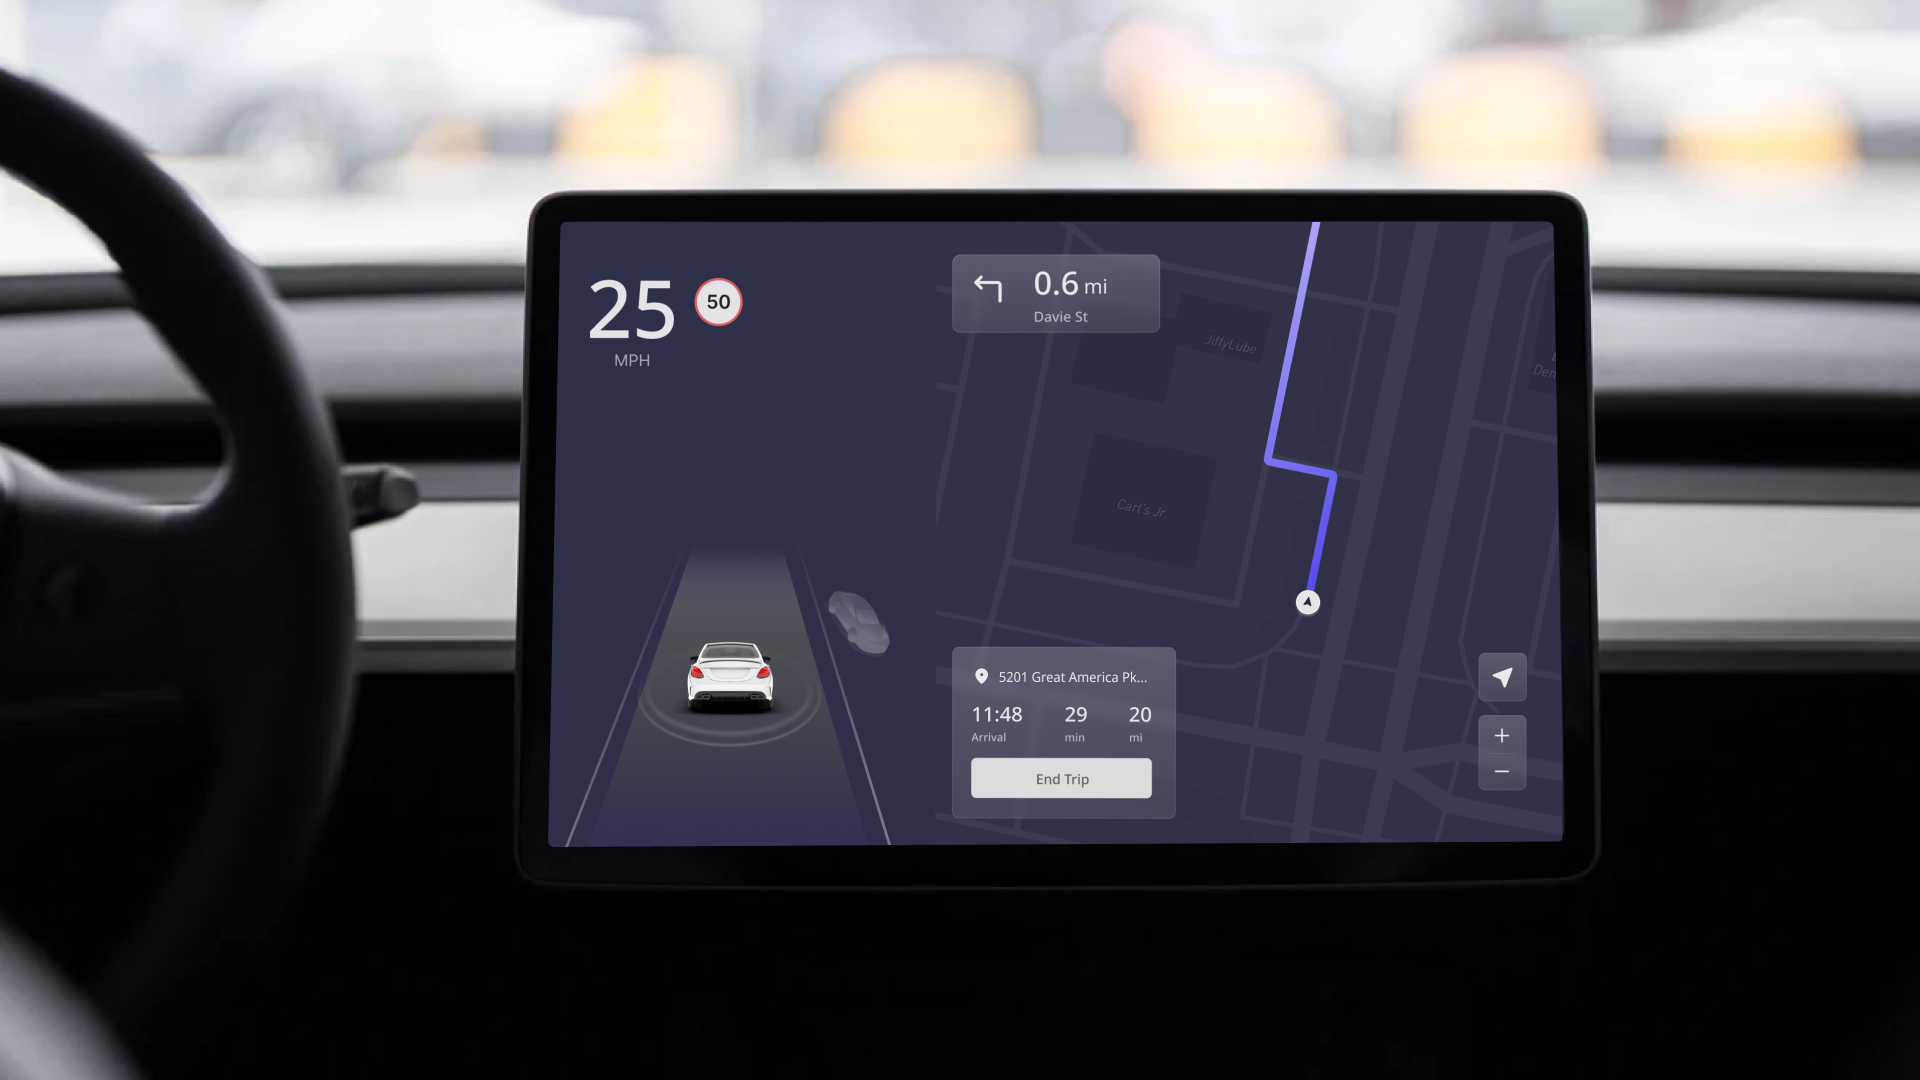 25
50
MPH
0.6 mi
Davie St
JiffyLube
Carl's Jr.
5201 Great America Pk...
11:48
29
20
Arrival
min
mi
End Trip